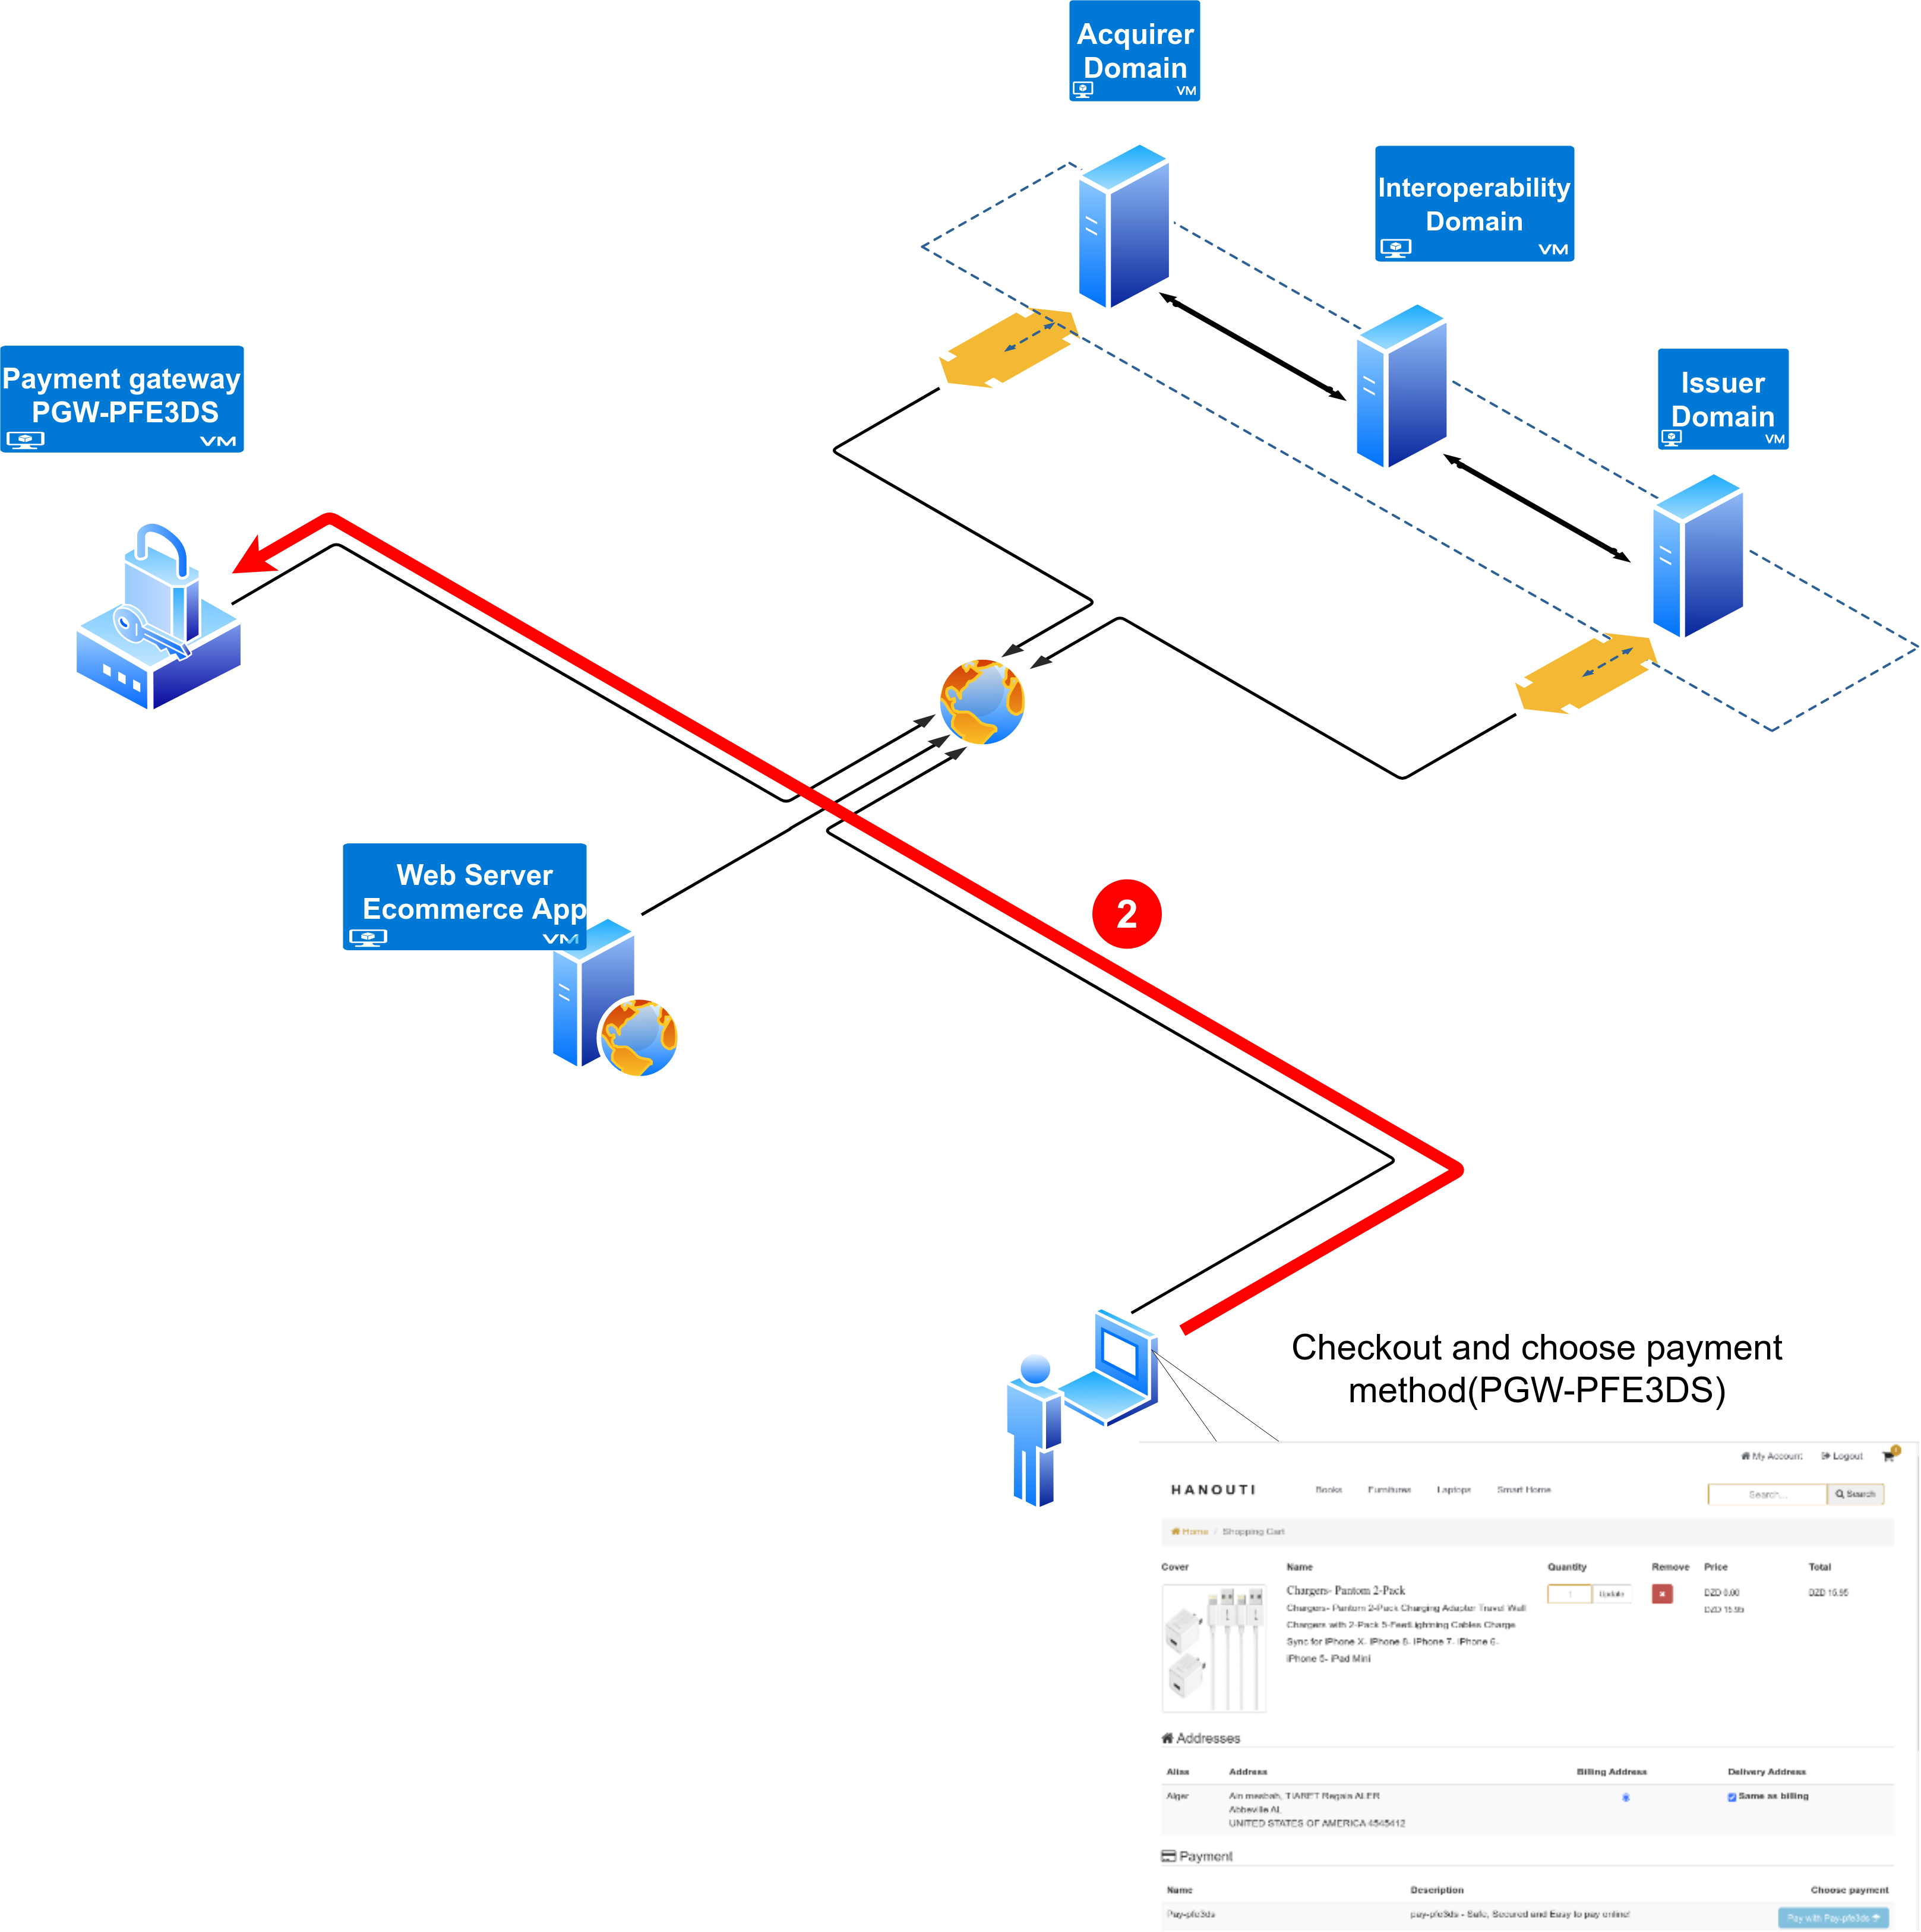 Acquirer
Domain
VM
Interoperability
Domain
VM
Payment gateway
PGW-PFE3DS
VM
Issuer
Domain
VM
Web Server
Ecommerce App
VM
2
Checkout and choose payment
method(PGW-PFE3DS)
My Account Logout
HANOUTI Books Furnitures Laptops Smart Home Search... Search
Home / Shopping Cart
Cover Name Quantity Remove Price Total
Chargers- Pantom 2-Pack 1 Update × DZD 0.00 DZD 15.95
Chargers- Pantom 2-Pack Charging Adapter Travel Wall DZD 15.95
Chargers with 2-Pack 5-FeetLightning Cables Charge
Sync for iPhone X- iPhone 8- iPhone 7- iPhone 6-
iPhone 5- iPad Mini
Addresses
Alias Address Billing Address Delivery Address
Alger Ain mesbah, TIARET Regaia ALER Same as billing
Abbeville AL
UNITED STATES OF AMERICA 4545412
Payment
Name Description Choose payment
Pay-pfe3ds pay-pfe3ds - Safe, Secured and Easy to pay online! Pay with Pay-pfe3ds